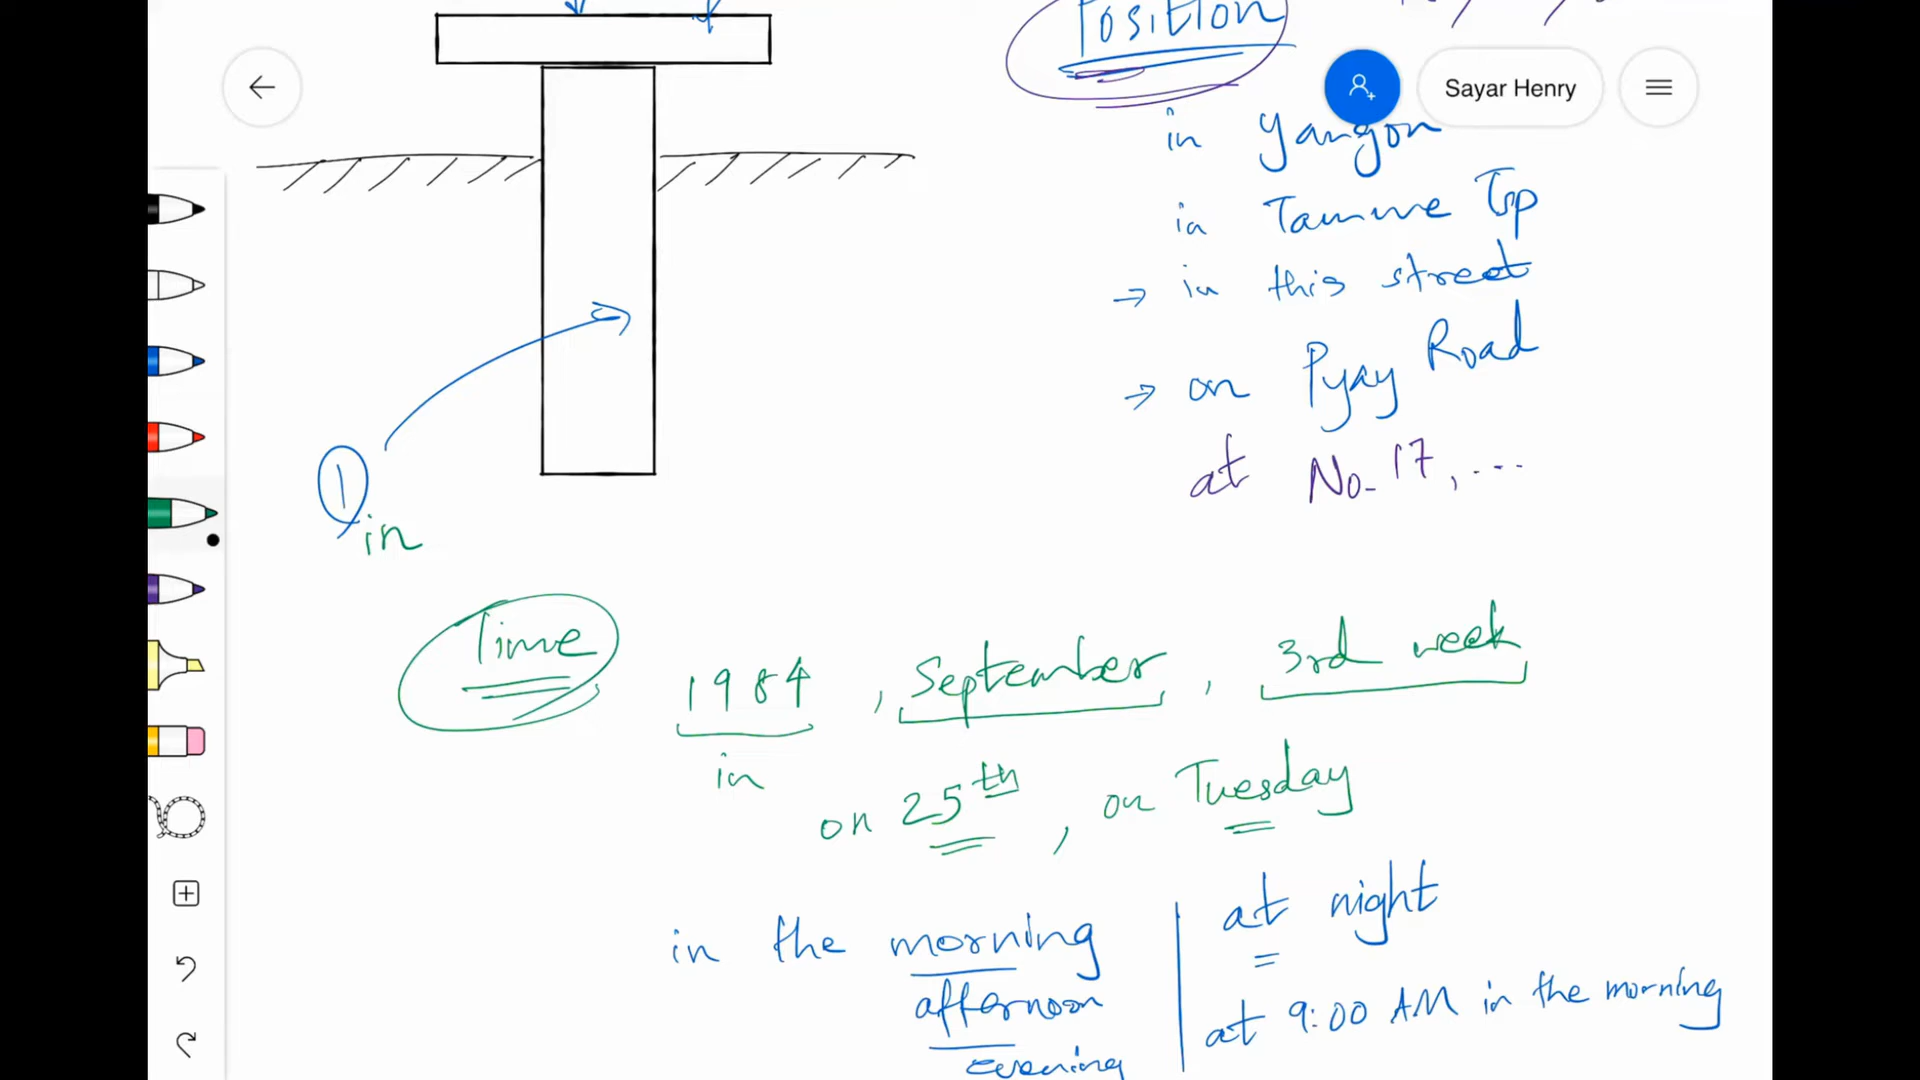 Position
Sayar Henry
in Yangon
in Tamwe Tsp
→ in this street
→ on Pyay Road
at No. 17, ...
1
in
Time
1984, September, 3rd week
in
on 25th, on Tuesday
in the morning
afternoon
evening
at night
=
at 9:00 AM in the morning